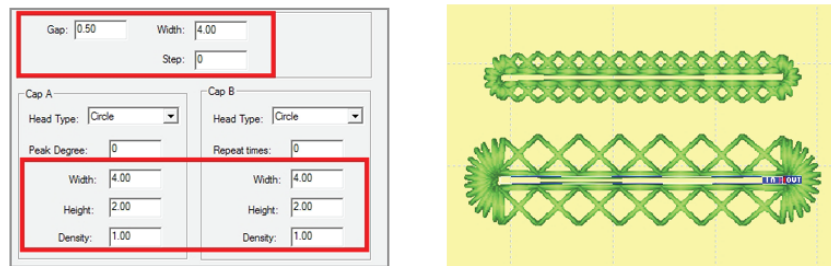 Gap: 0.50 Width: 4.00
Step: 0
Cap A
Head Type: Circle
Peak Degree: 0
Width: 4.00
Height: 2.00
Density: 1.00
Cap B
Head Type: Circle
Repeat times: 0
Width: 4.00
Height: 2.00
Density: 1.00
OUT